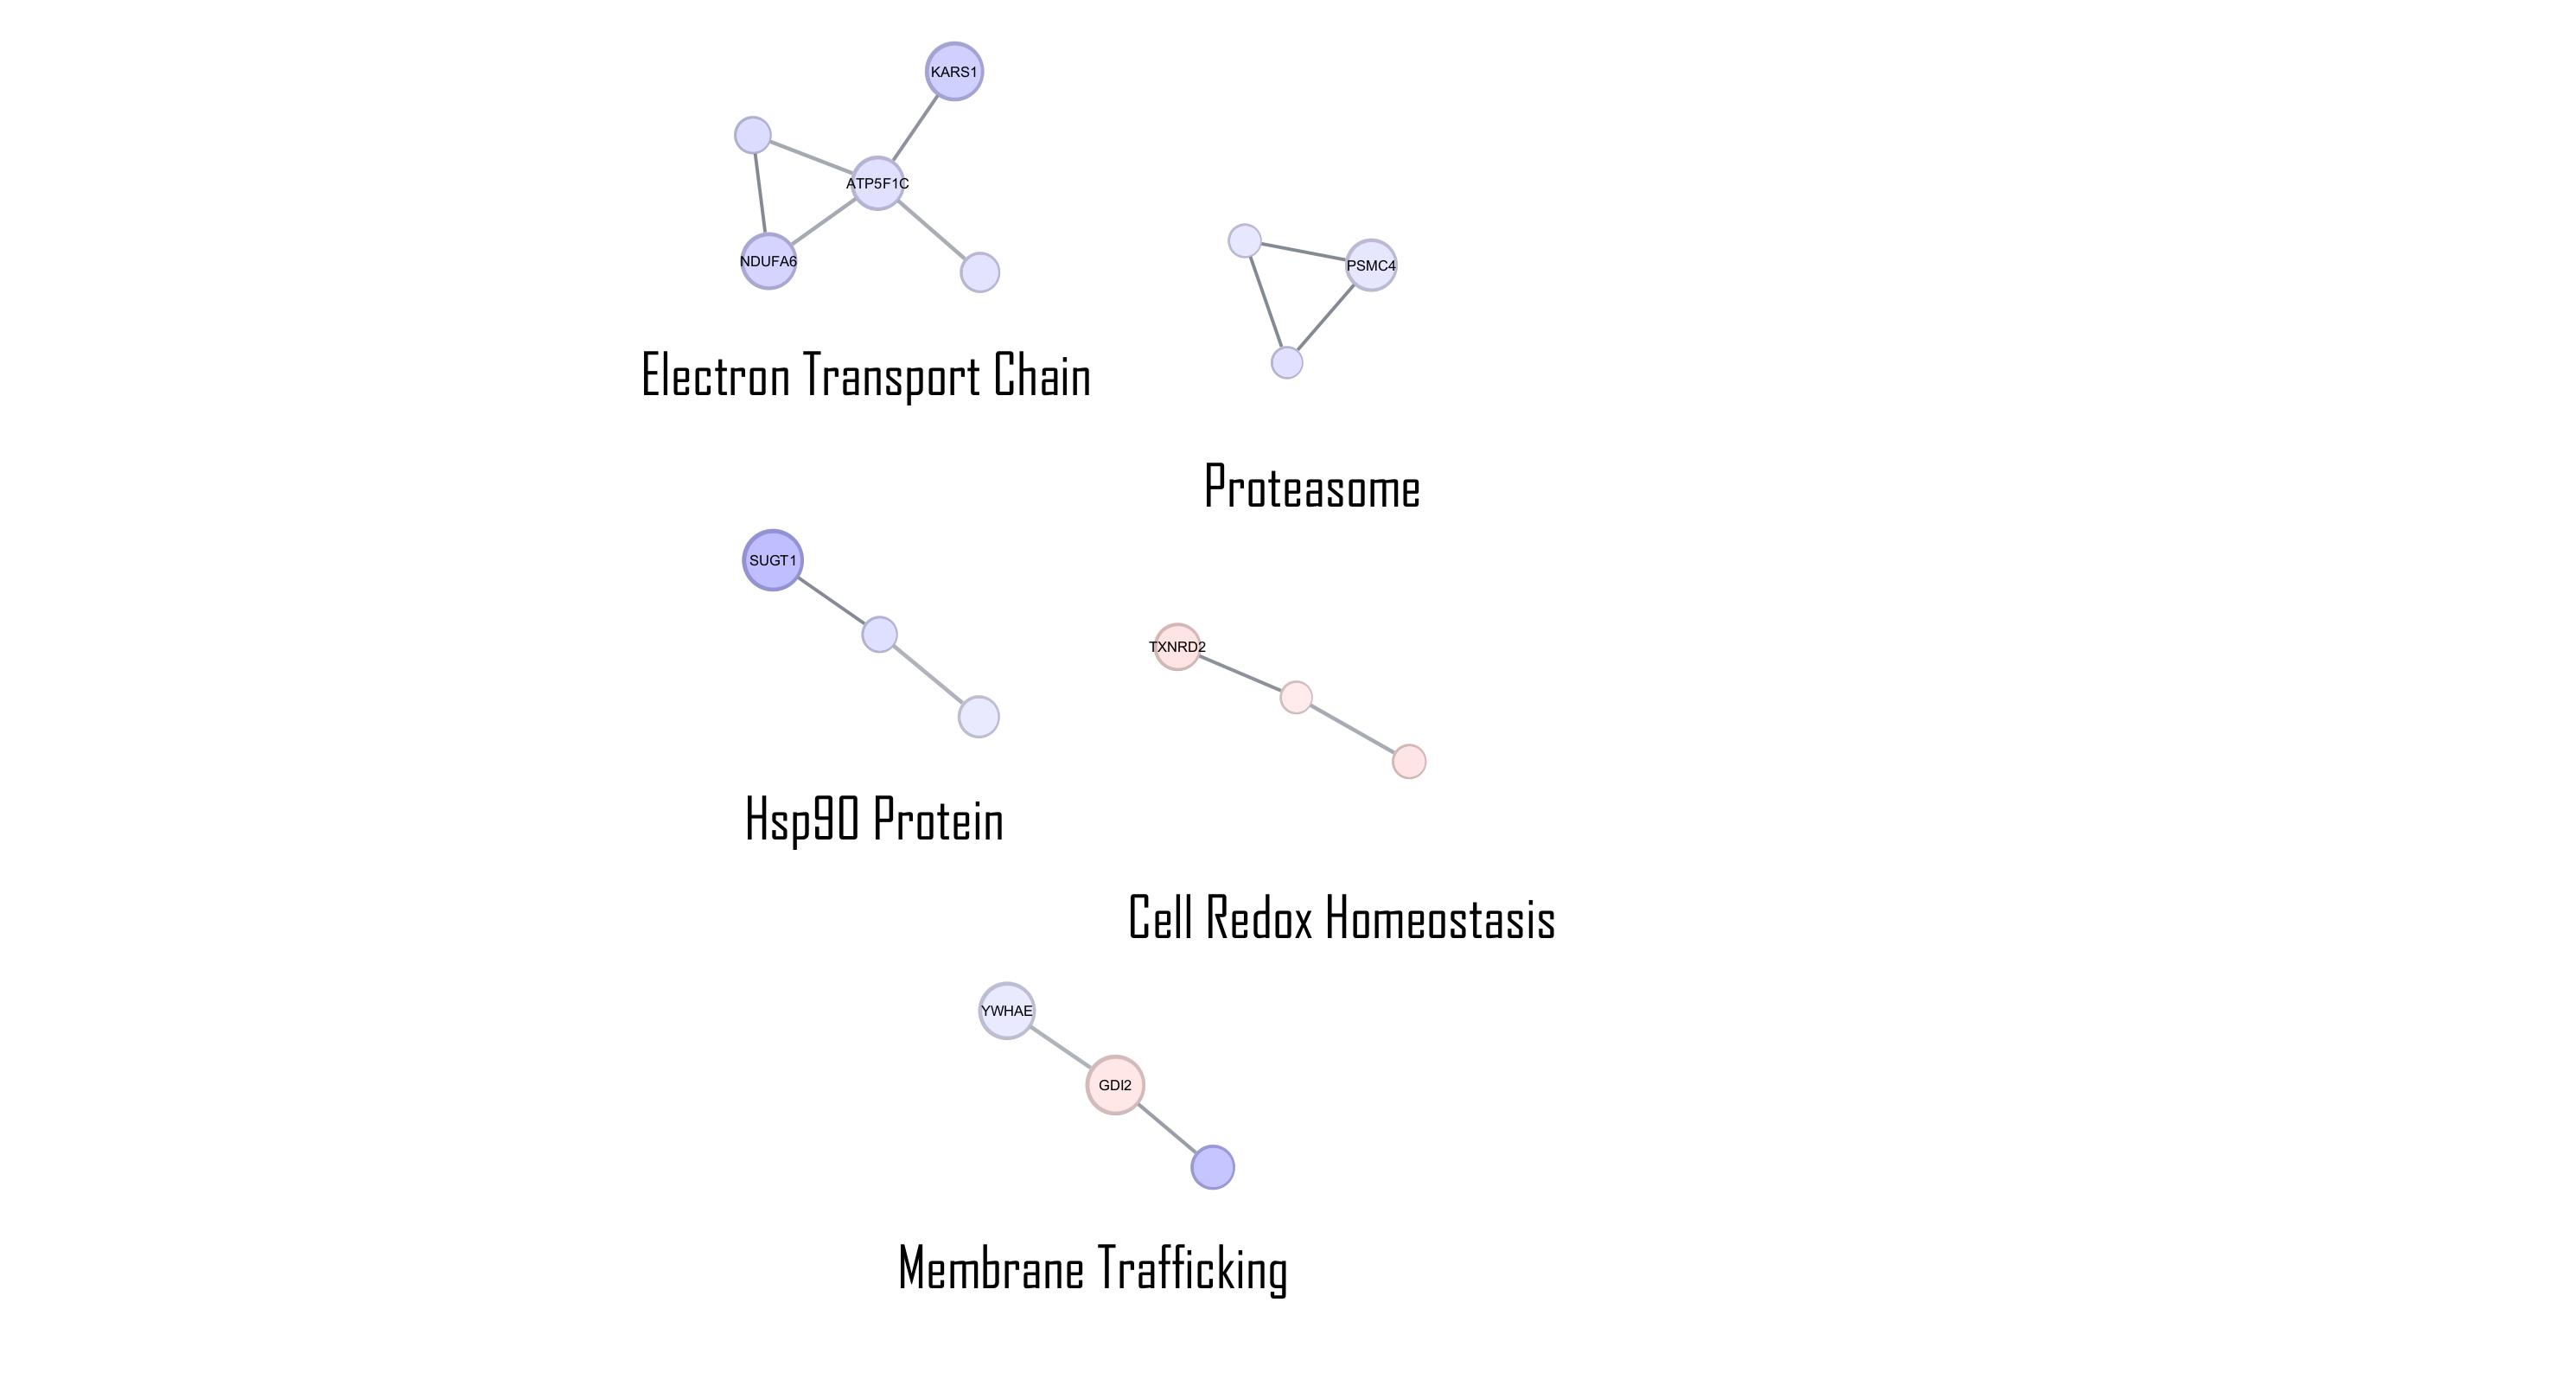 KARS1
ATP5F1C
NDUFA6
Electron Transport Chain
PSMC4
Proteasome
SUGT1
Hsp90 Protein
TXNRD2
Cell Redox Homeostasis
YWHAE
GDI2
Membrane Trafficking